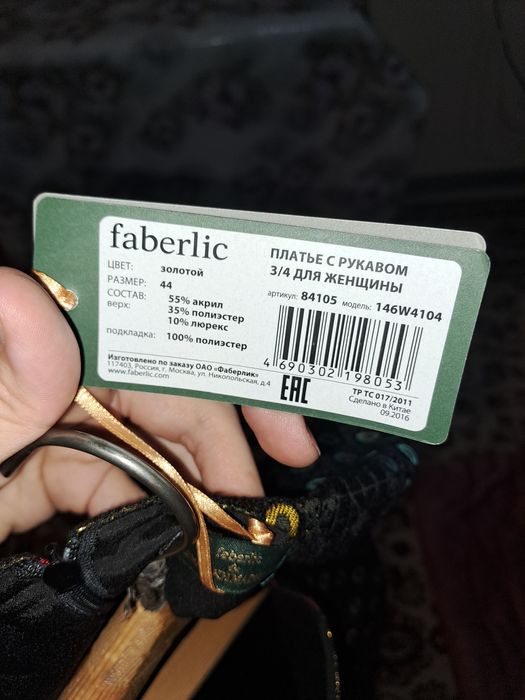 faberlic
ПЛАТЬЕ С РУКАВОМ
3/4 ДЛЯ ЖЕНЩИНЫ
ЦВЕТ: золотой
РАЗМЕР: 44
СОСТАВ:
верх: 55% акрил
35% полиэстер
10% люрекс
подкладка: 100% полиэстер
артикул: 84105 модель: 146W4104
4 690302 198053
Изготовлено по заказу ОАО «Фаберлик»
117403, Россия, г. Москва, ул. Никопольская, д.4
www.faberlic.com
EAC
ТР ТС 017/2011
Сделано в Китае
09.2016
faberlic